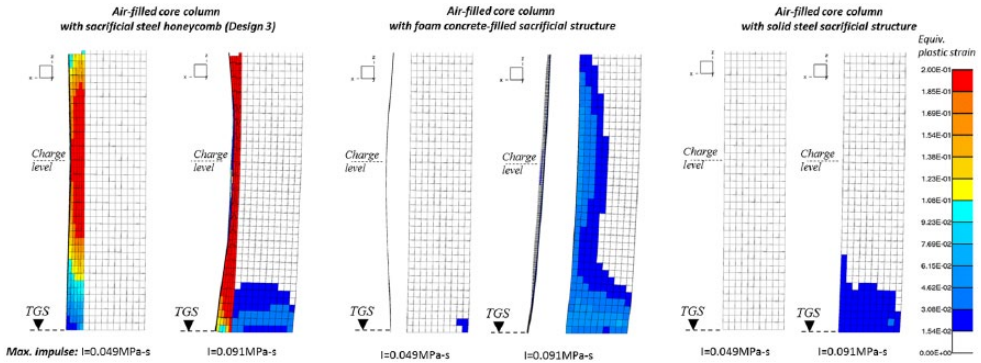 Air-filled core column
with sacrificial steel honeycomb (Design 3)
Air-filled core column
with foam concrete-filled sacrificial structure
Air-filled core column
with solid steel sacrificial structure
Equiv.
plastic strain
2.00E-01
1.85E-01
1.69E-01
1.54E-01
1.38E-01
1.23E-01
1.08E-01
9.23E-02
7.69E-02
6.15E-02
4.62E-02
3.08E-02
1.54E-02
0.00E+00
Charge
level
Charge
level
Charge
level
Charge
level
Charge
level
Charge
level
TGS
TGS
TGS
TGS
TGS
TGS
Max. impulse: I=0.049MPa-s
I=0.091MPa-s
I=0.049MPa-s
I=0.091MPa-s
I=0.049MPa-s
I=0.091MPa-s